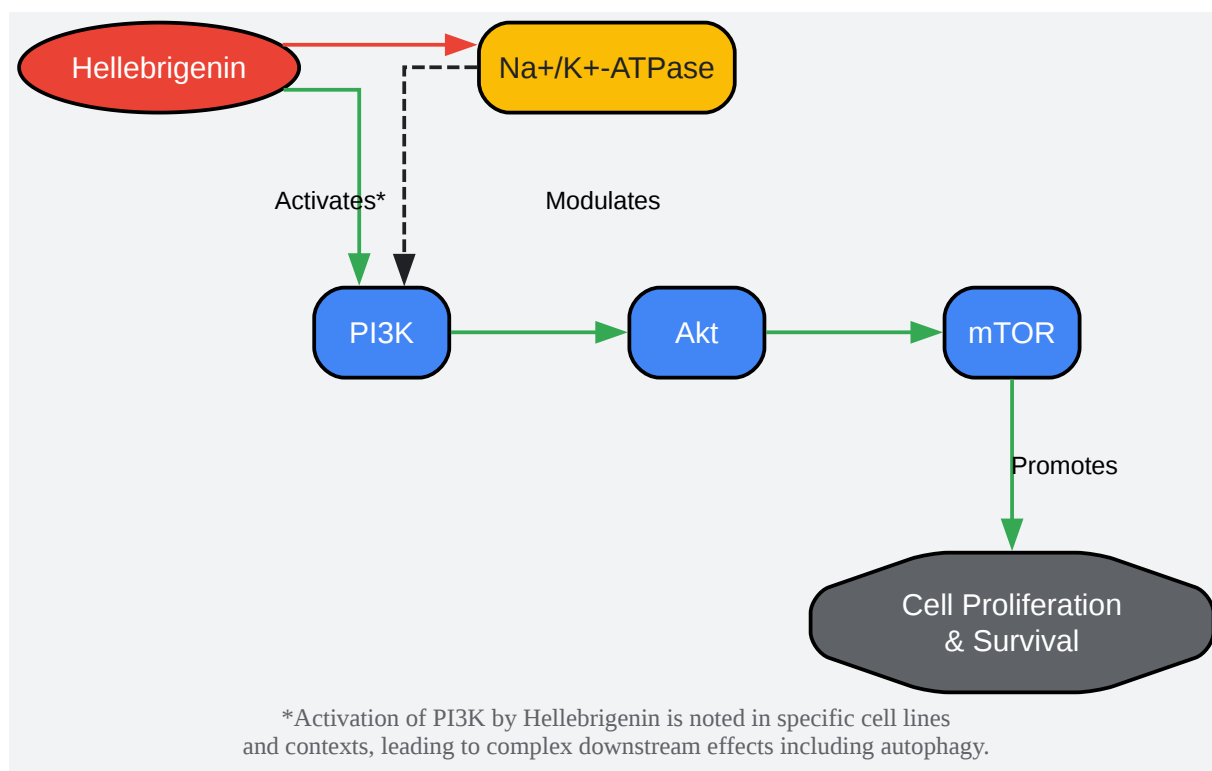 Hellebrigenin
Na+/K+-ATPase
Activates*
Modulates
PI3K
Akt
mTOR
Promotes
Cell Proliferation
& Survival
*Activation of PI3K by Hellebrigenin is noted in specific cell lines
and contexts, leading to complex downstream effects including autophagy.